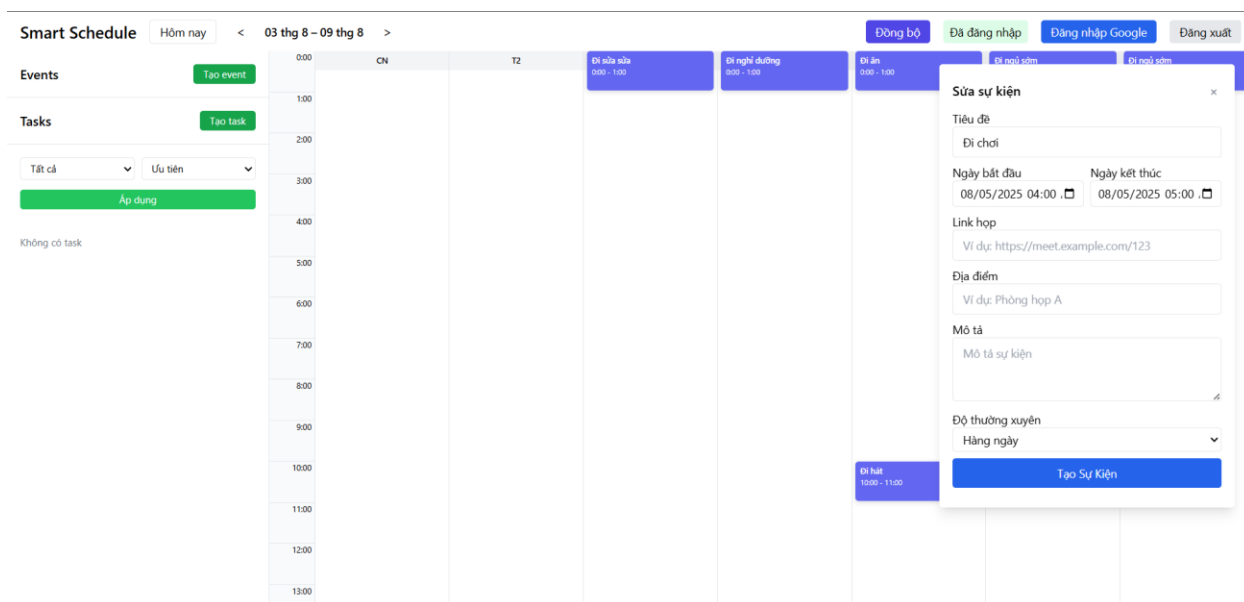 Smart Schedule Hôm nay < 03 thg 8 – 09 thg 8 > Đồng bộ Đã đăng nhập Đăng nhập Google Đăng xuất
Events Tạo event
Tasks Tạo task
Tất cả Ưu tiên
Áp dụng
Không có task
CN T2
0:00
1:00
2:00
3:00
4:00
5:00
6:00
7:00
8:00
9:00
10:00
11:00
12:00
13:00
Đi sửa sữa
0:00 - 1:00
Đi nghỉ dưỡng
0:00 - 1:00
Đi ăn
0:00 - 1:00
Đi ngủ sớm
Đi ngủ sớm
Đi hát
10:00 - 11:00
Sửa sự kiện ×
Tiêu đề
Đi chơi
Ngày bắt đầu Ngày kết thúc
08/05/2025 04:00 08/05/2025 05:00
Link họp
Ví dụ: https://meet.example.com/123
Địa điểm
Ví dụ: Phòng họp A
Mô tả
Mô tả sự kiện
Độ thường xuyên
Hàng ngày
Tạo Sự Kiện